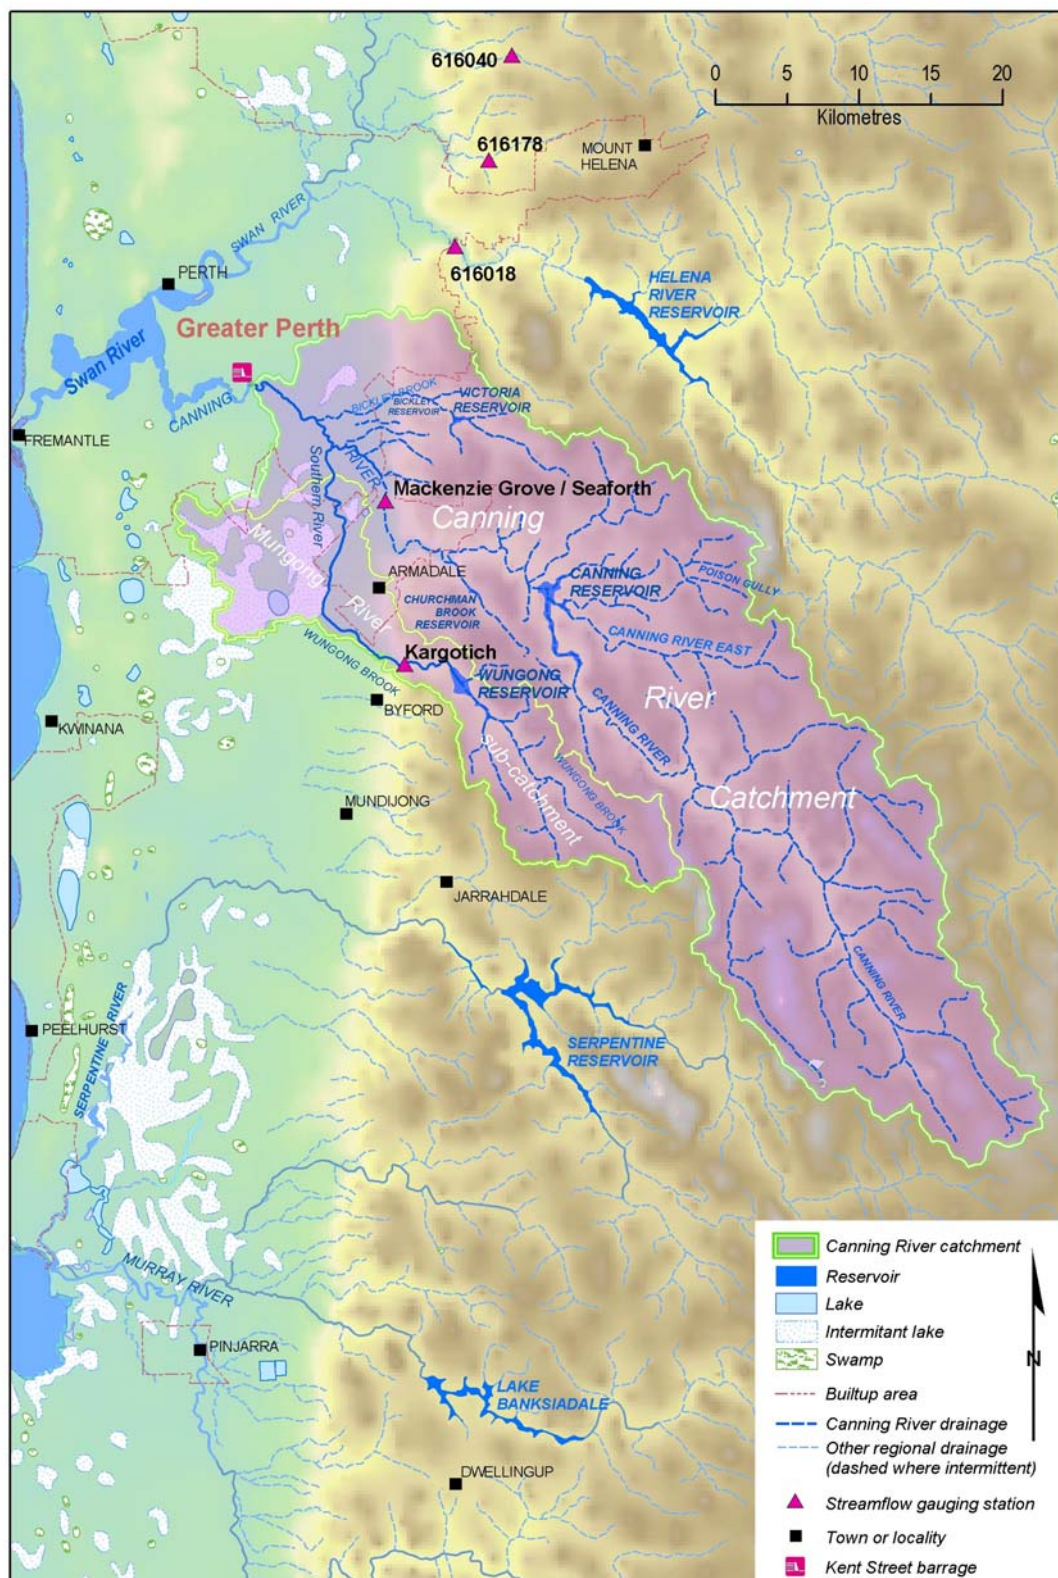 616040
0 5 10 15 20
Kilometres
616178
MOUNT
HELENA
SWAN RIVER
616018
PERTH
HELENA
RIVER
RESERVOIR
Greater Perth
Swan River
CANNING
RIVER
BICKLEY BROOK
BICKLEY
RESERVOIR
VICTORIA
RESERVOIR
FREMANTLE
Southern River
Mackenzie Grove / Seaforth
Canning
Mungong
River
ARMADALE
CHURCHMAN
BROOK
RESERVOIR
CANNING
RESERVOIR
POISON GULLY
CANNING RIVER EAST
WUNGONG BROOK
Kargotich
WUNGONG
RESERVOIR
BYFORD
River
CANNING RIVER
KWINANA
sub-catchment
WUNGONG BROOK
Catchment
MUNDIJONG
JARRAHDALE
CANNING RIVER
SERPENTINE RIVER
PEELHURST
SERPENTINE
RESERVOIR
MURRAY RIVER
PINJARRA
LAKE
BANKSIADALE
DWELLINGUP
Canning River catchment
Reservoir
Lake
Intermitant lake
Swamp
Builtup area
Canning River drainage
Other regional drainage
(dashed where intermittent)
Streamflow gauging station
Town or locality
Kent Street barrage
N